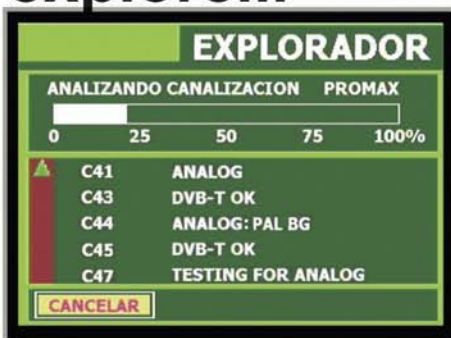 explorer...
EXPLORADOR
ANALIZANDO CANALIZACION PROMAX
0 25 50 75 100%
C41 ANALOG
C43 DVB-T OK
C44 ANALOG: PAL BG
C45 DVB-T OK
C47 TESTING FOR ANALOG
CANCELAR